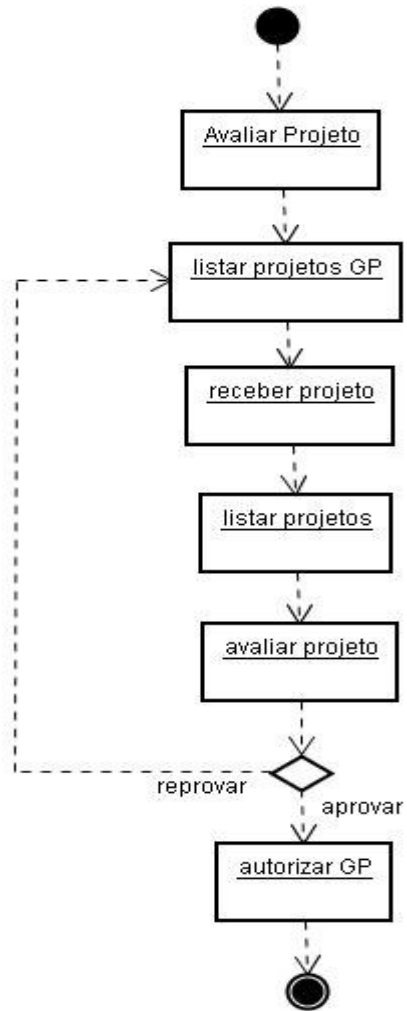 Avaliar Projeto
listar projetos GP
receber projeto
listar projetos
avaliar projeto
reprovar
aprovar
autorizar GP